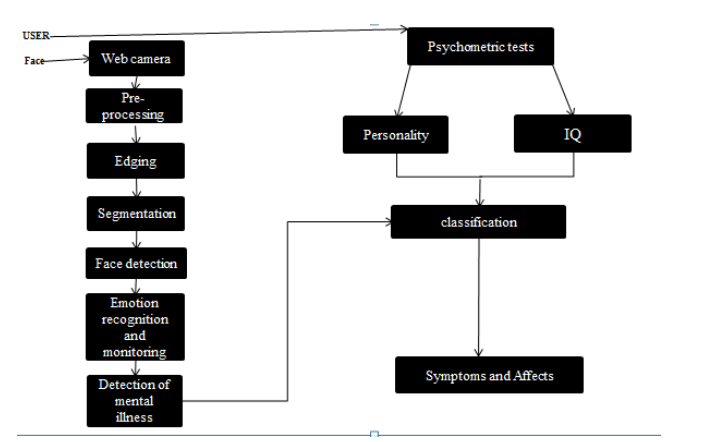 USER
Face
Web camera
Pre-
processing
Edging
Segmentation
Face detection
Emotion
recognition
and
monitoring
Detection of
mental
illness
Psychometric tests
Personality
IQ
classification
Symptoms and Affects